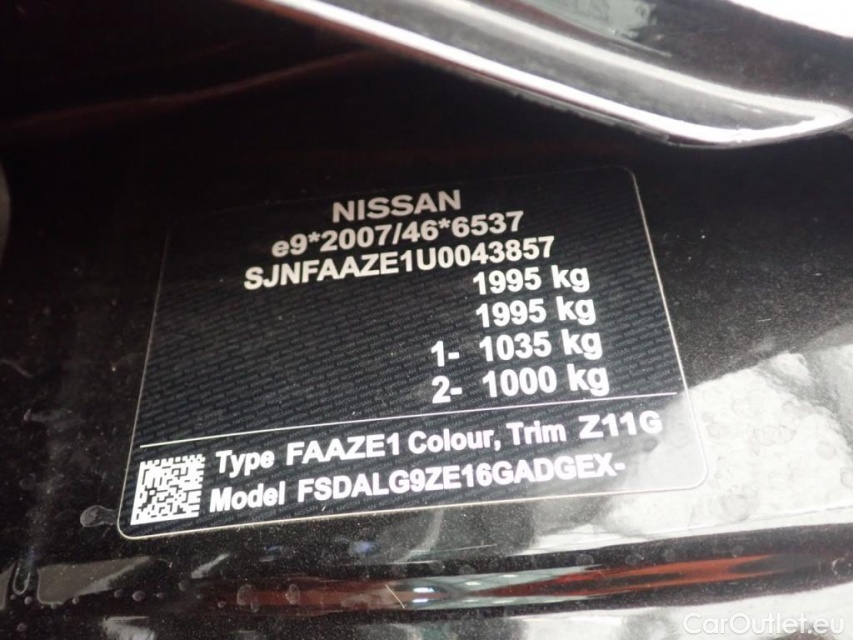 NISSAN
e9*2007/46*6537
SJNFAAZE1U0043857
1995 kg
1995 kg
1- 1035 kg
2- 1000 kg
Type FAAZE1 Colour, Trim Z11G
Model FSDALG9ZE16GADGEX-
CarOutlet.eu